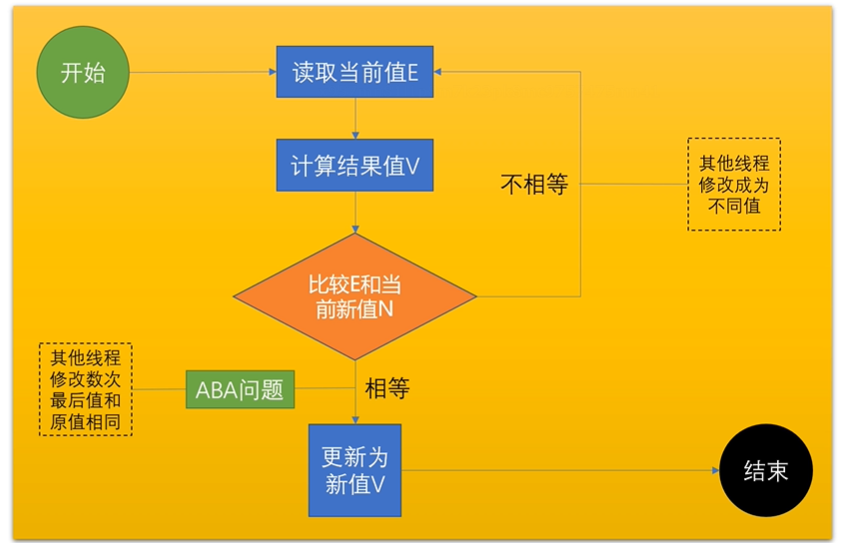 开始
读取当前值E
计算结果值V
不相等
其他线程
修改成为
不同值
比较E和当
前新值N
其他线程
修改数次
最后值和
原值相同
ABA问题
相等
更新为
新值V
结束